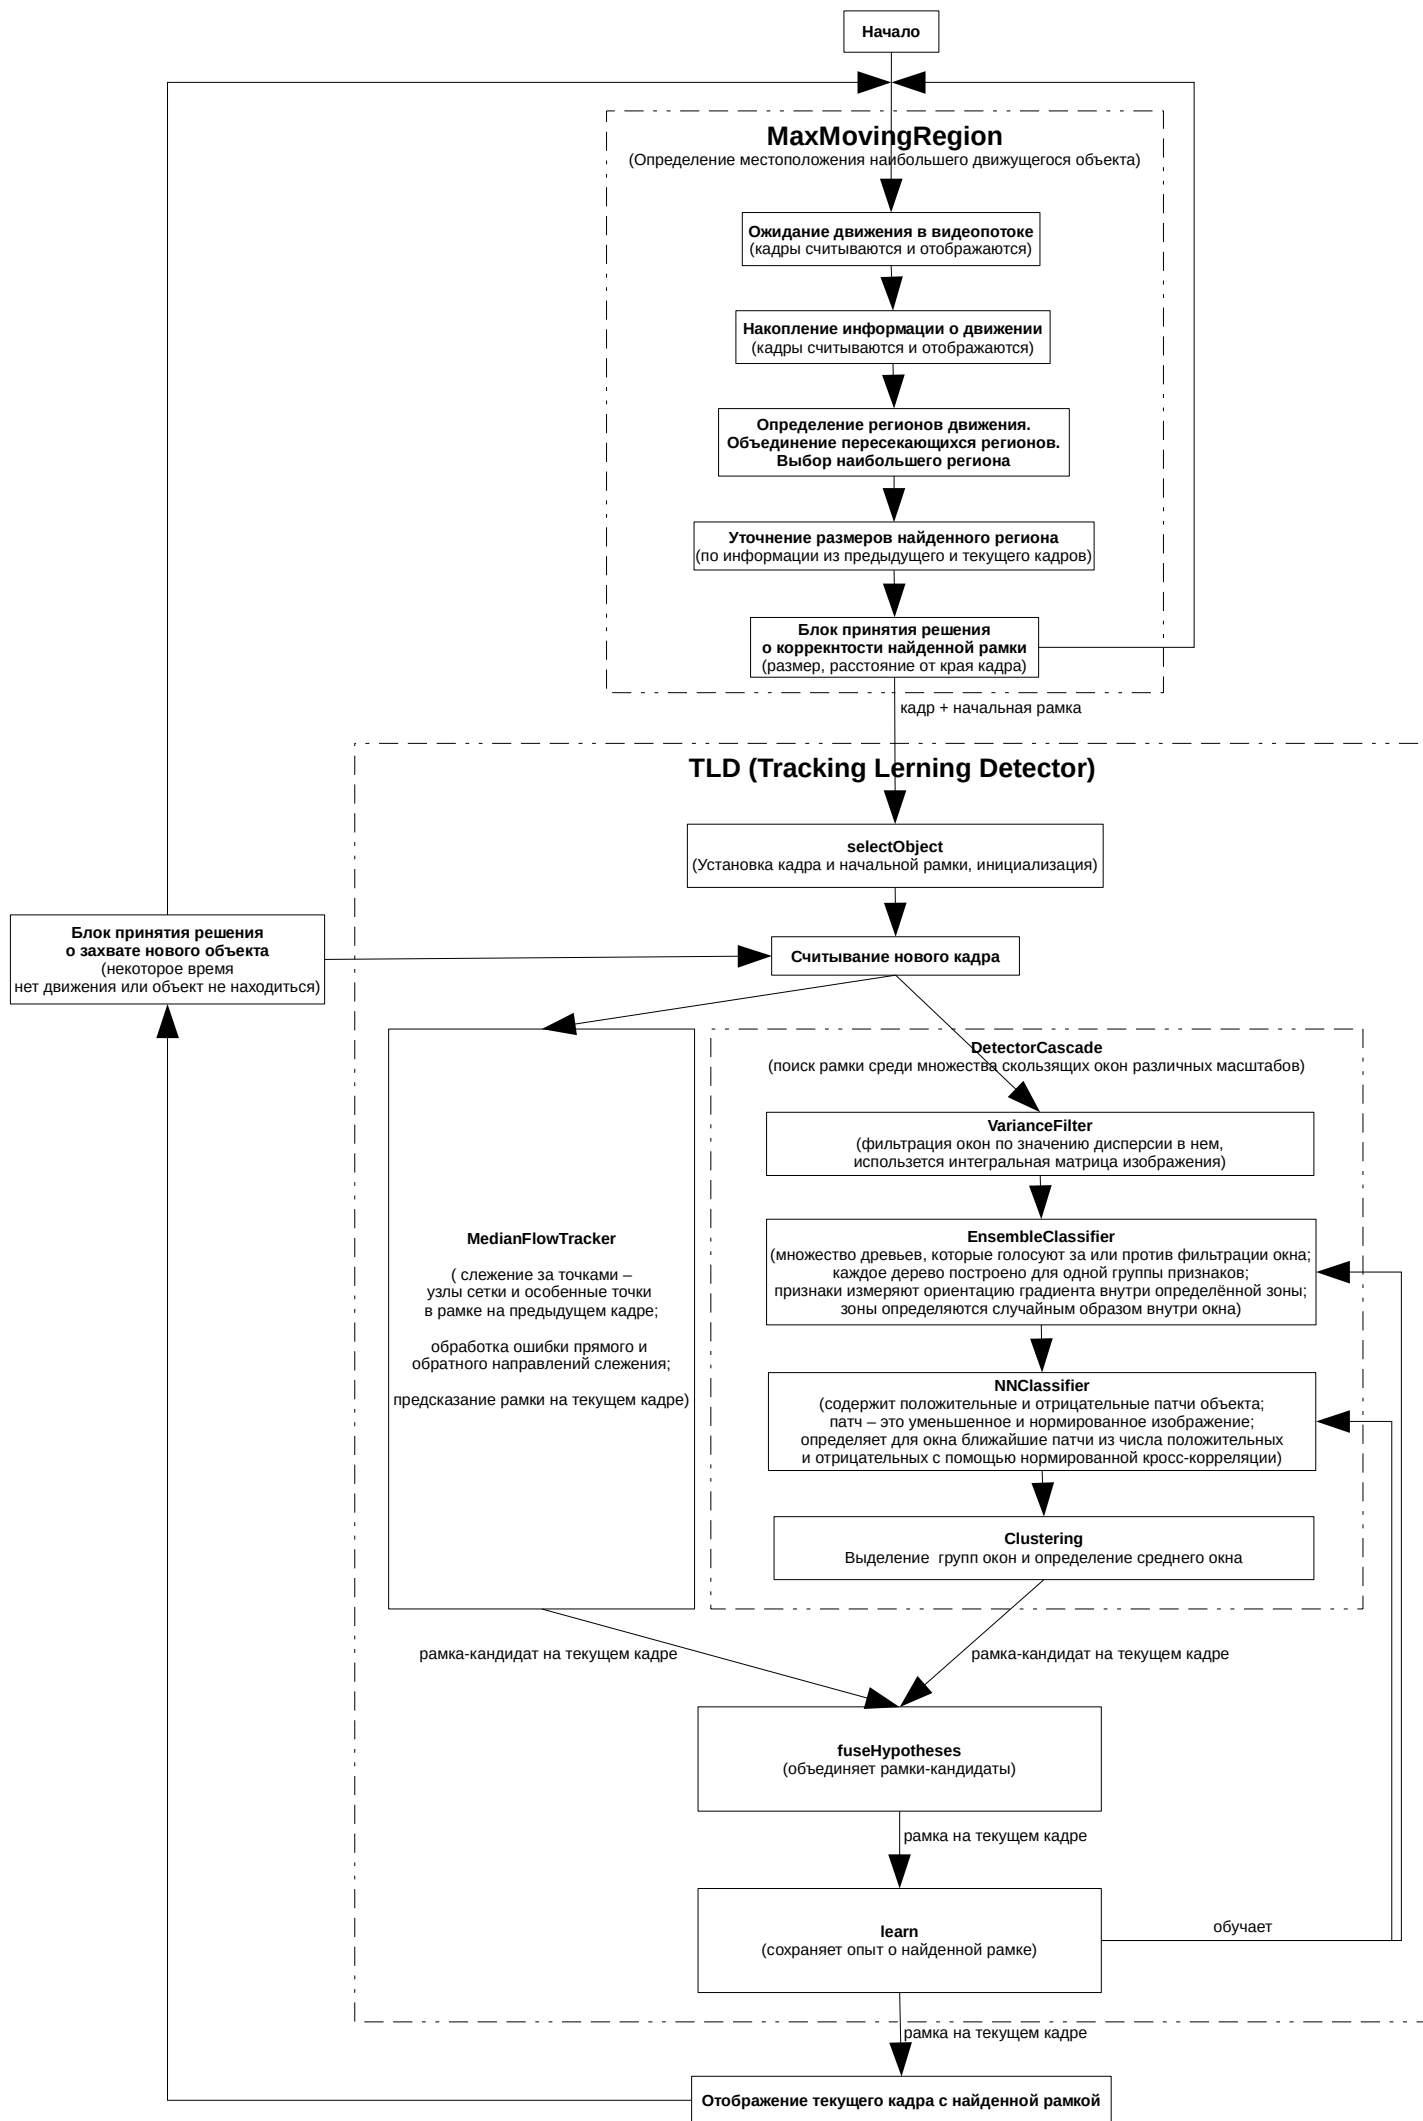 Начало
MaxMovingRegion
(Определение местоположения наибольшего движущегося объекта)
Ожидание движения в видеопотоке
(кадры считываются и отображаются)
Накопление информации о движении
(кадры считываются и отображаются)
Определение регионов движения.
Объединение пересекающихся регионов.
Выбор наибольшего региона
Уточнение размеров найденного региона
(по информации из предыдущего и текущего кадров)
Блок принятия решения
о коррекнтости найденной рамки
(размер, расстояние от края кадра)
кадр + начальная рамка
TLD (Tracking Lerning Detector)
selectObject
(Установка кадра и начальной рамки, инициализация)
Блок принятия решения
о захвате нового объекта
(некоторое время
нет движения или объект не находиться)
Считывание нового кадра
MedianFlowTracker
( слежение за точками –
узлы сетки и особенные точки
в рамке на предыдущем кадре;
обработка ошибки прямого и
обратного направлений слежения;
предсказание рамки на текущем кадре)
DetectorCascade
(поиск рамки среди множества скользящих окон различных масштабов)
VarianceFilter
(фильтрация окон по значению дисперсии в нем,
использется интегральная матрица изображения)
EnsembleClassifier
(множество древьев, которые голосуют за или против фильтрации окна;
каждое дерево построено для одной группы признаков;
признаки измеряют ориентацию градиента внутри определённой зоны;
зоны определяются случайным образом внутри окна)
NNClassifier
(содержит положительные и отрицательные патчи объекта;
патч – это уменьшенное и нормированное изображение;
определяет для окна ближайшие патчи из числа положительных
и отрицательных с помощью нормированной кросс-корреляции)
Clustering
Выделение  групп окон и определение среднего окна
рамка-кандидат на текущем кадре
рамка-кандидат на текущем кадре
fuseHypotheses
(объединяет рамки-кандидаты)
рамка на текущем кадре
learn
(сохраняет опыт о найденной рамке)
обучает
рамка на текущем кадре
Отображение текущего кадра с найденной рамкой